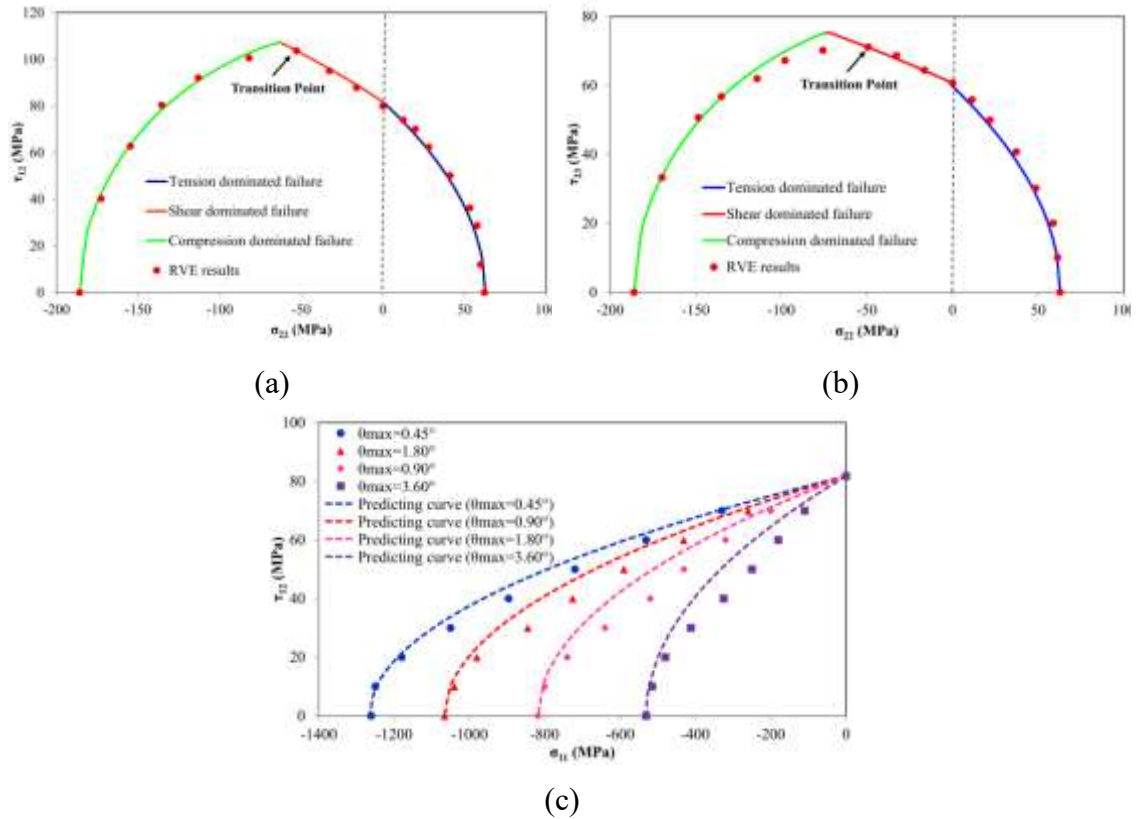 120
100
80
60
40
20
0
τ₁₂ (MPa)
Transition Point
Tension dominated failure
Shear dominated failure
Compression dominated failure
RVE results
-200 -150 -100 -50 0 50 100
σ₂₂ (MPa)
(a)
80
60
40
20
0
τ₂₃ (MPa)
Transition Point
Tension dominated failure
Shear dominated failure
Compression dominated failure
RVE results
-200 -150 -100 -50 0 50 100
σ₂₂ (MPa)
(b)
100
80
60
40
20
0
τ₁₂ (MPa)
θmax=0.45°
θmax=1.80°
θmax=0.90°
θmax=3.60°
Predicting curve (θmax=0.45°)
Predicting curve (θmax=0.90°)
Predicting curve (θmax=1.80°)
Predicting curve (θmax=3.60°)
-1400 -1200 -1000 -800 -600 -400 -200 0
σ₁₁ (MPa)
(c)